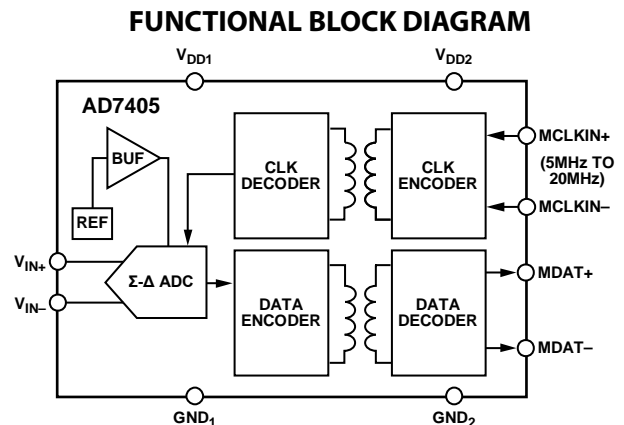 FUNCTIONAL BLOCK DIAGRAM
VDD1
VDD2
AD7405
BUF
REF
CLK
DECODER
CLK
ENCODER
MCLKIN+
(5MHz TO
20MHz)
MCLKIN–
VIN+
VIN–
Σ-Δ ADC
DATA
ENCODER
DATA
DECODER
MDAT+
MDAT–
GND1
GND2